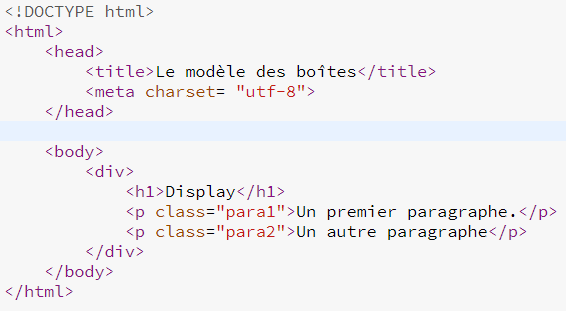 <!DOCTYPE html>
<html>
    <head>
        <title>Le modèle des boîtes</title>
        <meta charset= "utf-8">
    </head>

    <body>
        <div>
            <h1>Display</h1>
            <p class="para1">Un premier paragraphe.</p>
            <p class="para2">Un autre paragraphe</p>
        </div>
    </body>
</html>